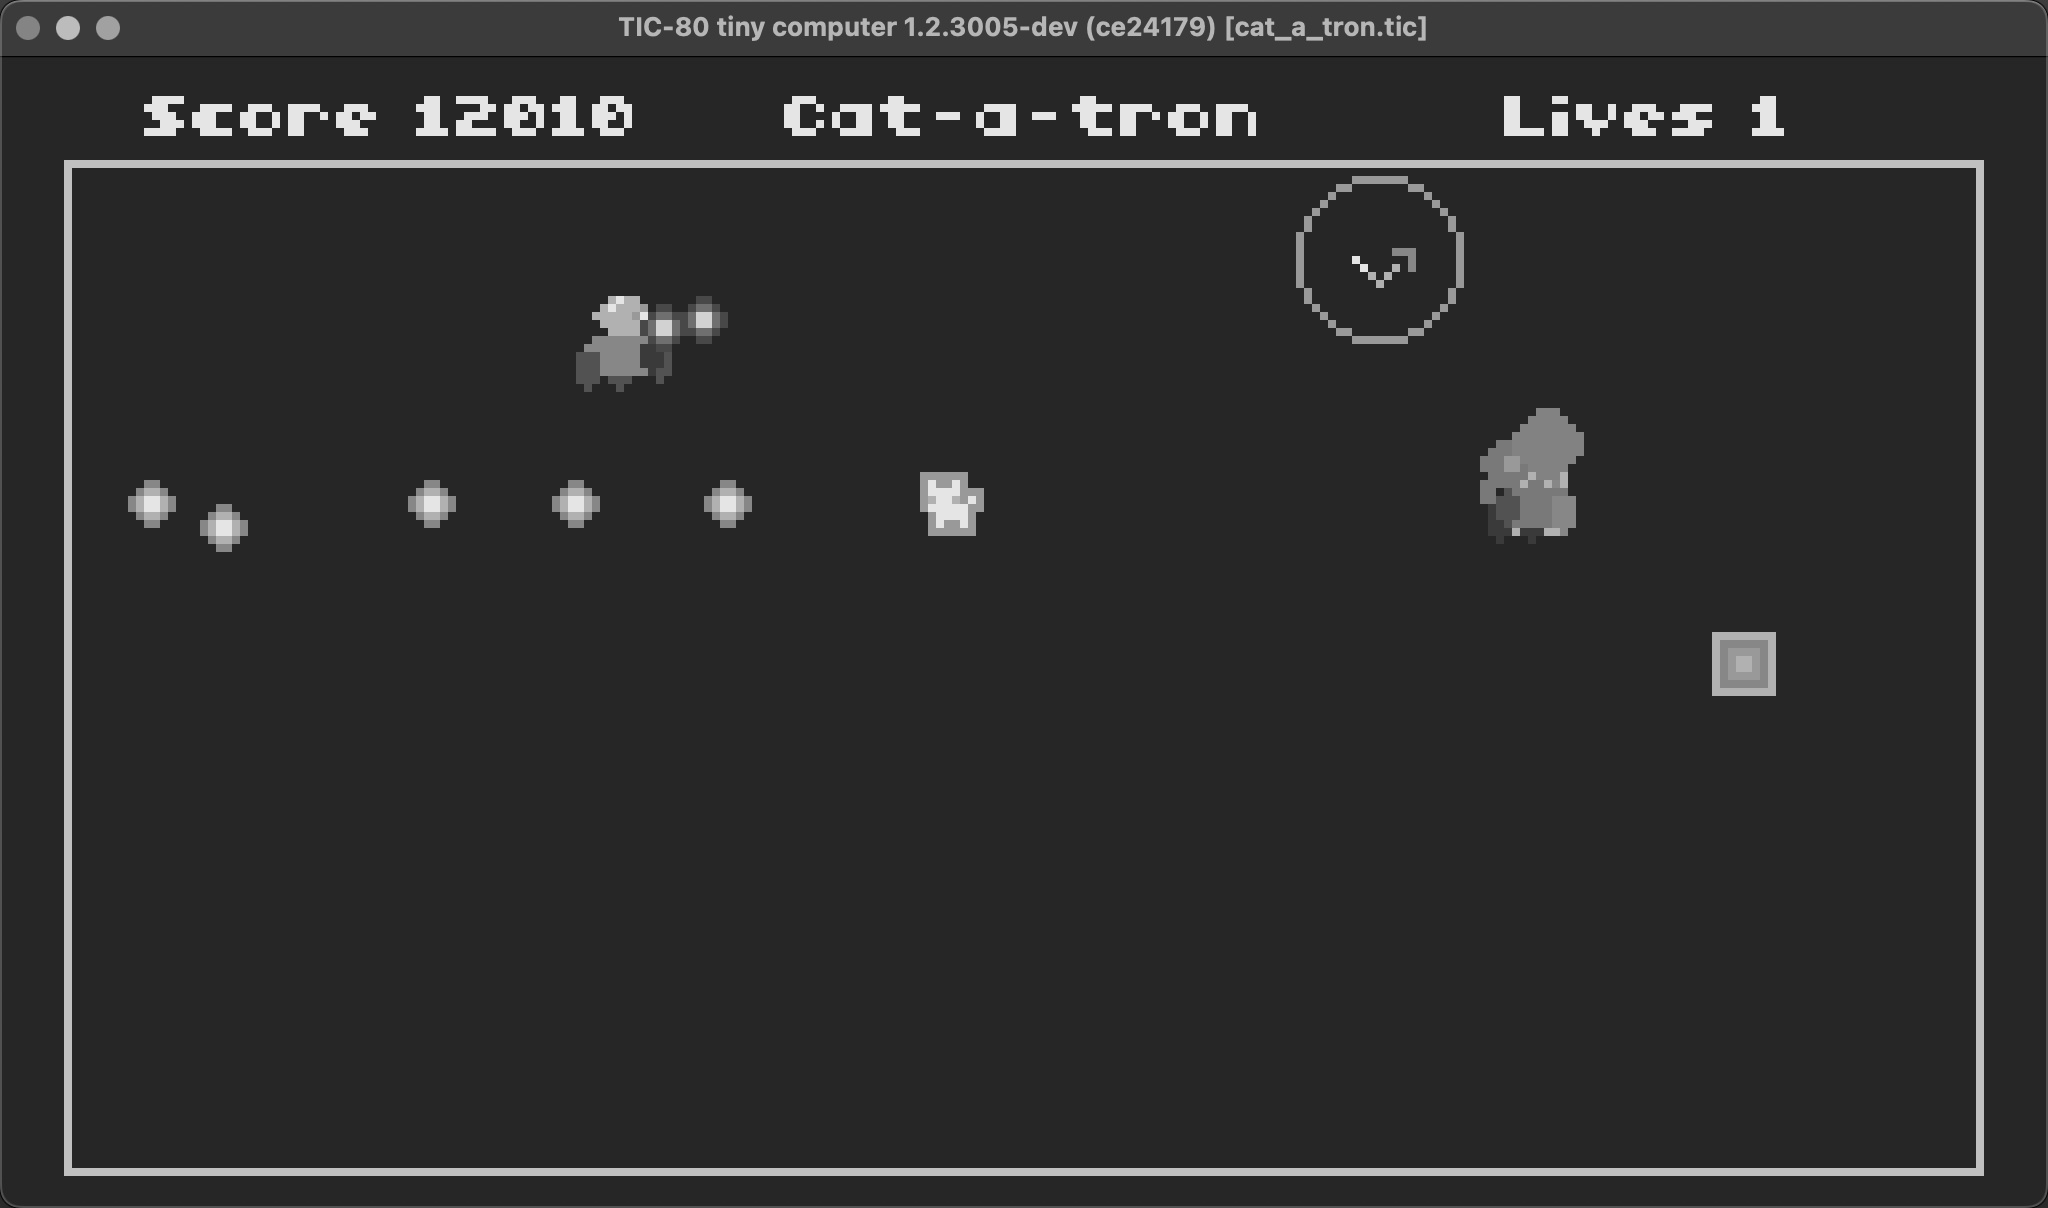 TIC-80 tiny computer 1.2.3005-dev (ce24179) [cat_a_tron.tic]
Score 12010 Cat-a-tron Lives 1